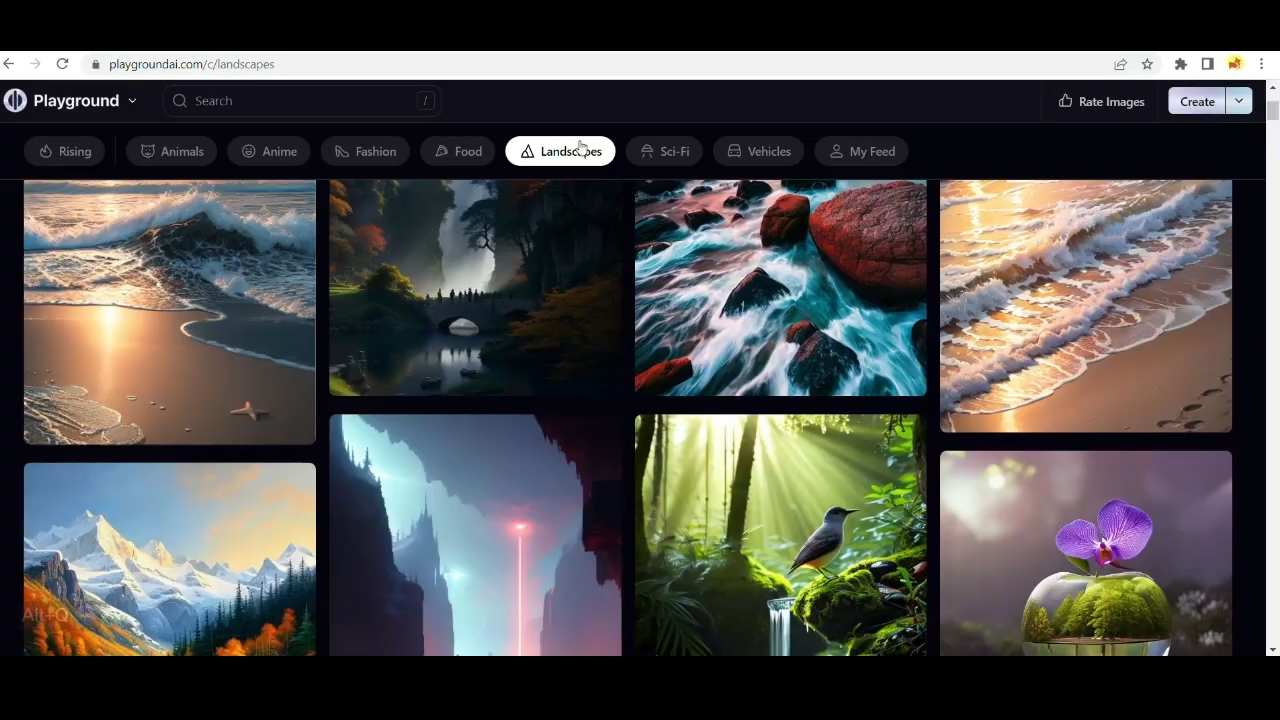 playgroundai.com/c/landscapes
Playground
Search
/
Rate Images
Create
Rising
Animals
Anime
Fashion
Food
Landscapes
Sci-Fi
Vehicles
My Feed
Alt+Q